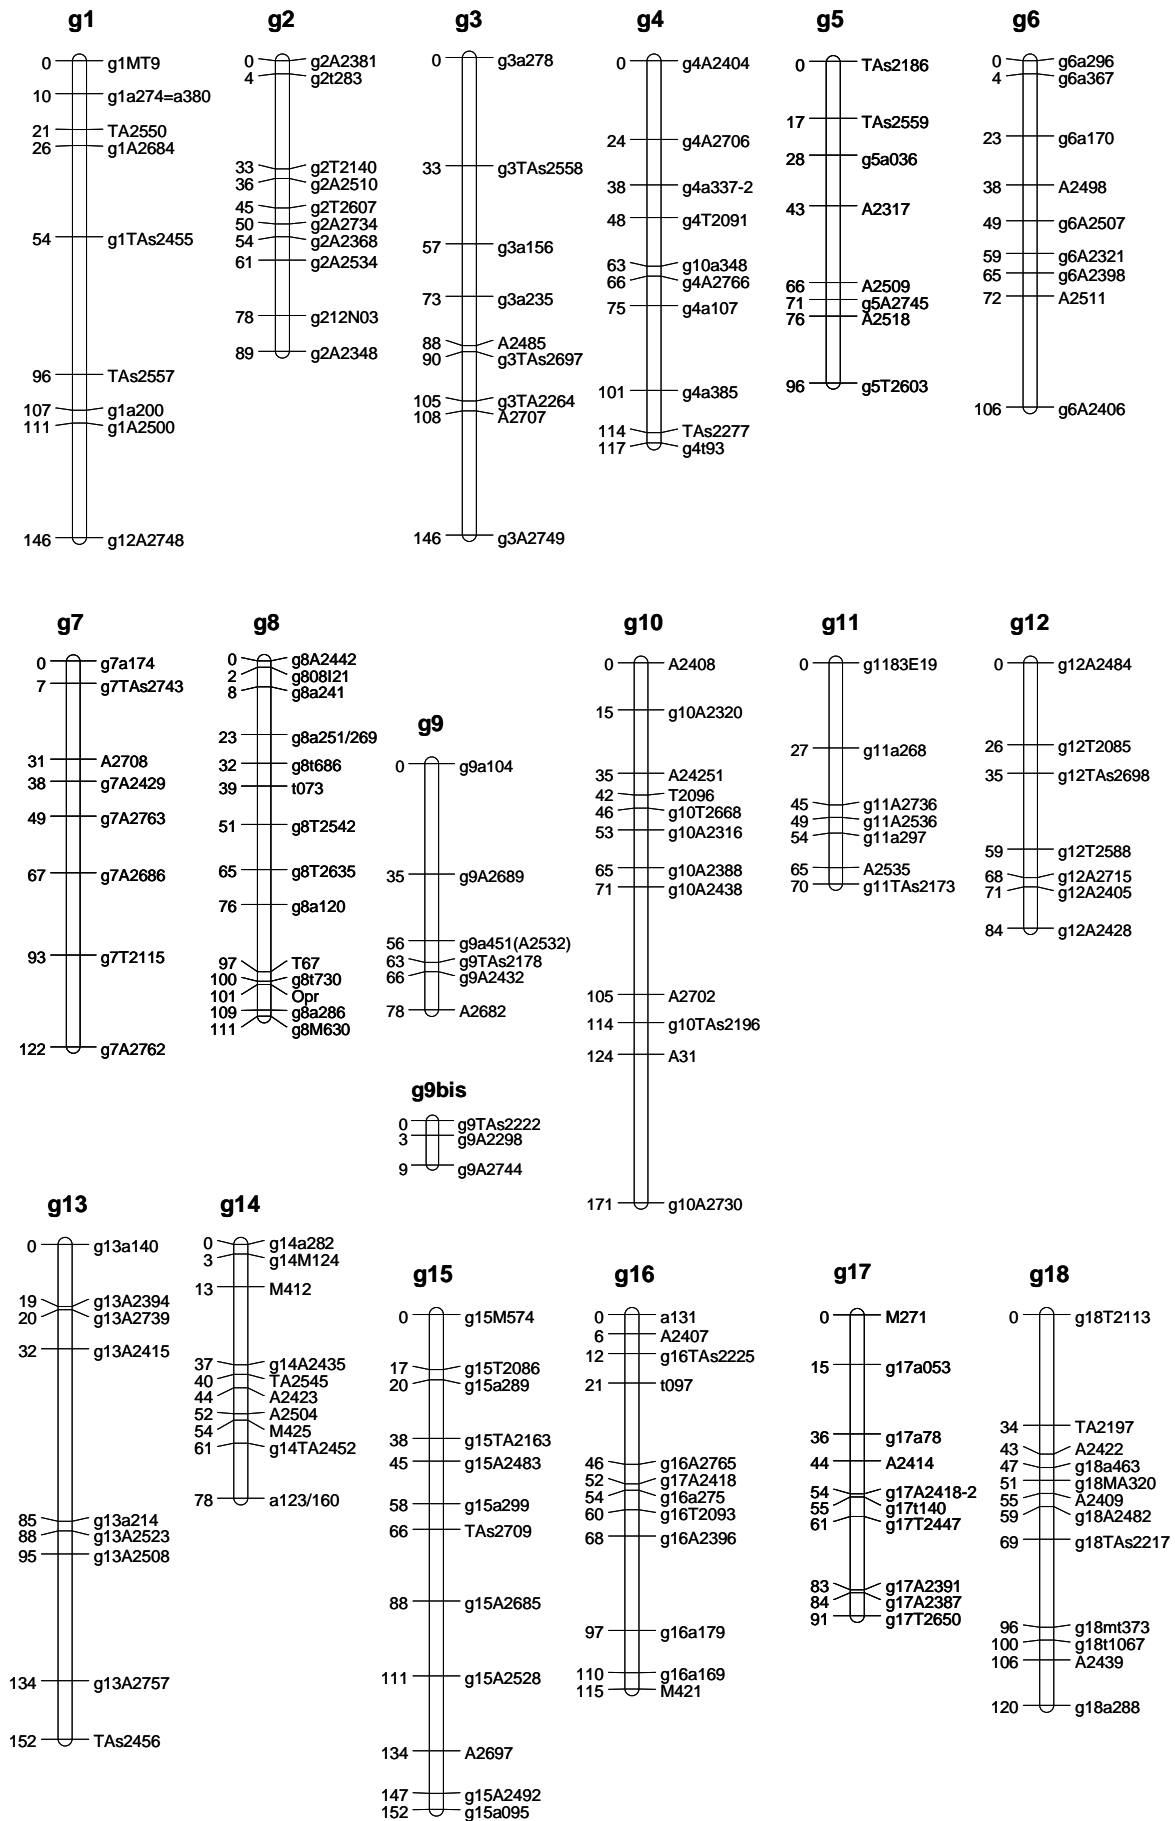 g1
0 g1MT9
10 g1a274=a380
21 TA2550
26 g1A2684
54 g1TAs2455
96 TAs2557
107 g1a200
111 g1A2500
146 g12A2748
g2
0 g2A2381
4 g2t283
33 g2T2140
36 g2A2510
45 g2T2607
50 g2A2734
54 g2A2368
61 g2A2534
78 g212N03
89 g2A2348
g3
0 g3a278
33 g3TAs2558
57 g3a156
73 g3a235
88 A2485
90 g3TAs2697
105 g3TA2264
108 A2707
146 g3A2749
g4
0 g4A2404
24 g4A2706
38 g4a337-2
48 g4T2091
63 g10a348
66 g4A2766
75 g4a107
101 g4a385
114 TAs2277
117 g4t93
g5
0 TAs2186
17 TAs2559
28 g5a036
43 A2317
66 A2509
71 g5A2745
76 A2518
96 g5T2603
g6
0 g6a296
4 g6a367
23 g6a170
38 A2498
49 g6A2507
59 g6A2321
65 g6A2398
72 A2511
106 g6A2406
g7
0 g7a174
7 g7TAs2743
31 A2708
38 g7A2429
49 g7A2763
67 g7A2686
93 g7T2115
122 g7A2762
g8
0 g8A2442
2 g808I21
8 g8a241
23 g8a251/269
32 g8t686
39 t073
51 g8T2542
65 g8T2635
76 g8a120
97 T67
100 g8t730
101 Opr
109 g8a286
111 g8M630
g9
0 g9a104
35 g9A2689
56 g9a451(A2532)
63 g9TAs2178
66 g9A2432
78 A2682
g9bis
0 g9TAs2222
3 g9A2298
9 g9A2744
g10
0 A2408
15 g10A2320
35 A24251
42 T2096
46 g10T2668
53 g10A2316
65 g10A2388
71 g10A2438
105 A2702
114 g10TAs2196
124 A31
171 g10A2730
g11
0 g1183E19
27 g11a268
45 g11A2736
49 g11A2536
54 g11a297
65 A2535
70 g11TAs2173
g12
0 g12A2484
26 g12T2085
35 g12TAs2698
59 g12T2588
68 g12A2715
71 g12A2405
84 g12A2428
g13
0 g13a140
19 g13A2394
20 g13A2739
32 g13A2415
85 g13a214
88 g13A2523
95 g13A2508
134 g13A2757
152 TAs2456
g14
0 g14a282
3 g14M124
13 M412
37 g14A2435
40 TA2545
44 A2423
52 A2504
54 M425
61 g14TA2452
78 a123/160
g15
0 g15M574
17 g15T2086
20 g15a289
38 g15TA2163
45 g15A2483
58 g15a299
66 TAs2709
88 g15A2685
111 g15A2528
134 A2697
147 g15A2492
152 g15a095
g16
0 a131
6 A2407
12 g16TAs2225
21 t097
46 g16A2765
52 g17A2418
54 g16a275
60 g16T2093
68 g16A2396
97 g16a179
110 g16a169
115 M421
g17
0 M271
15 g17a053
36 g17a78
44 A2414
54 g17A2418-2
55 g17t140
61 g17T2447
83 g17A2391
84 g17A2387
91 g17T2650
g18
0 g18T2113
34 TA2197
43 A2422
47 g18a463
51 g18MA320
55 A2409
59 g18A2482
69 g18TAs2217
96 g18mt373
100 g18t1067
106 A2439
120 g18a288